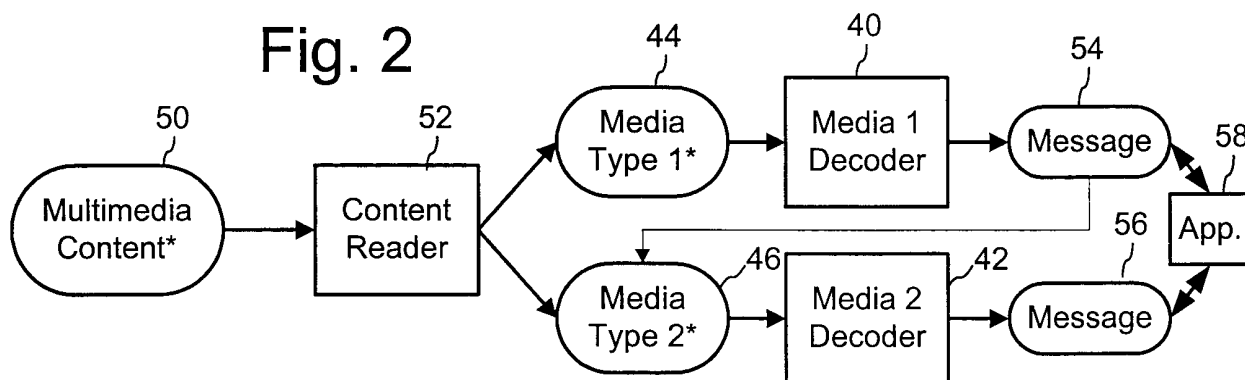 Fig. 2
50
Multimedia
Content*
52
Content
Reader
44
Media
Type 1*
40
Media 1
Decoder
54
Message
58
App.
46
Media
Type 2*
42
Media 2
Decoder
56
Message